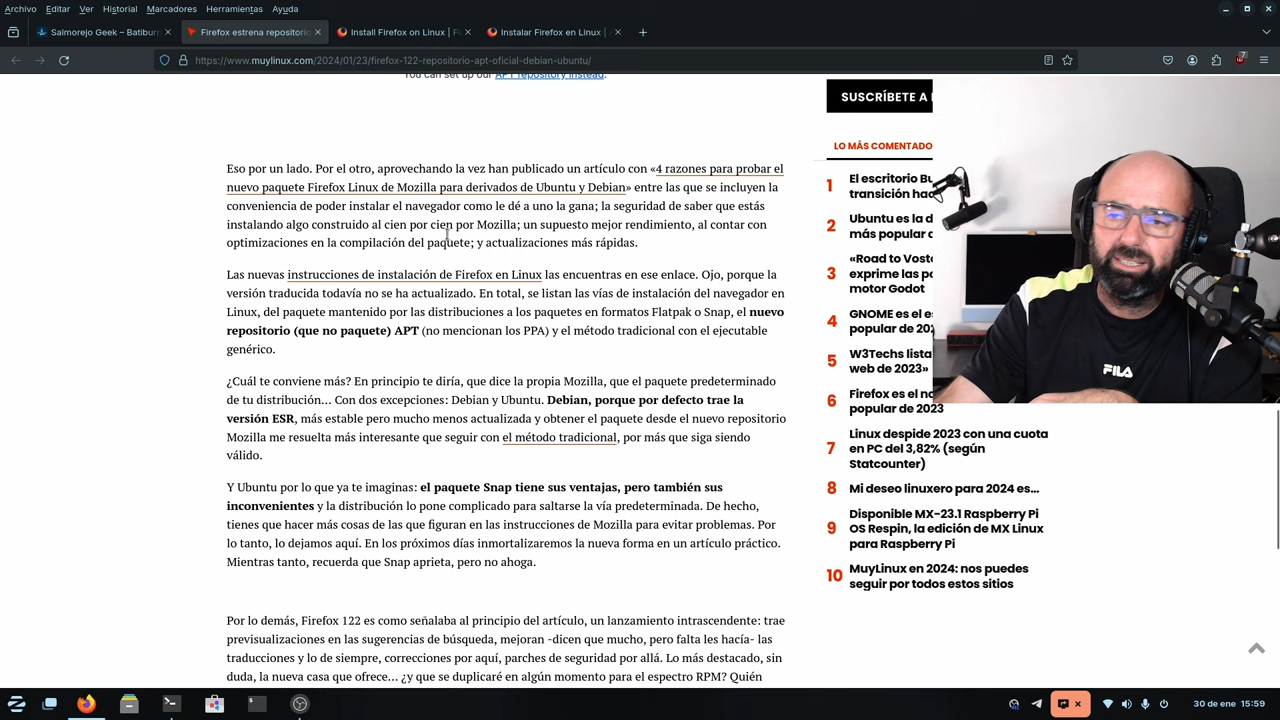 Archivo Editar Ver Historial Marcadores Herramientas Ayuda
Salmorejo Geek – Batiburr
Firefox estrena repositorio
Install Firefox on Linux | F
Instalar Firefox en Linux | A
https://www.muylinux.com/2024/01/23/firefox-122-repositorio-apt-oficial-debian-ubuntu/
7
You can set up our APT repository instead.
Eso por un lado. Por el otro, aprovechando la vez han publicado un artículo con «4 razones para probar el
nuevo paquete Firefox Linux de Mozilla para derivados de Ubuntu y Debian» entre las que se incluyen la
conveniencia de poder instalar el navegador como le dé a uno la gana; la seguridad de saber que estás
instalando algo construido al cien por cien por Mozilla; un supuesto mejor rendimiento, al contar con
optimizaciones en la compilación del paquete; y actualizaciones más rápidas.
Las nuevas instrucciones de instalación de Firefox en Linux las encuentras en ese enlace. Ojo, porque la
versión traducida todavía no se ha actualizado. En total, se listan las vías de instalación del navegador en
Linux, del paquete mantenido por las distribuciones a los paquetes en formatos Flatpak o Snap, el nuevo
repositorio (que no paquete) APT (no mencionan los PPA) y el método tradicional con el ejecutable
genérico.
¿Cuál te conviene más? En principio te diría, que dice la propia Mozilla, que el paquete predeterminado
de tu distribución... Con dos excepciones: Debian y Ubuntu. Debian, porque por defecto trae la
versión ESR, más estable pero mucho menos actualizada y obtener el paquete desde el nuevo repositorio
Mozilla me resuelta más interesante que seguir con el método tradicional, por más que siga siendo
válido.
Y Ubuntu por lo que ya te imaginas: el paquete Snap tiene sus ventajas, pero también sus
inconvenientes y la distribución lo pone complicado para saltarse la vía predeterminada. De hecho,
tienes que hacer más cosas de las que figuran en las instrucciones de Mozilla para evitar problemas. Por
lo tanto, lo dejamos aquí. En los próximos días inmortalizaremos la nueva forma en un artículo práctico.
Mientras tanto, recuerda que Snap aprieta, pero no ahoga.
Por lo demás, Firefox 122 es como señalaba al principio del artículo, un lanzamiento intrascendente: trae
previsualizaciones en las sugerencias de búsqueda, mejoran -dicen que mucho, pero falta les hacía- las
traducciones y lo de siempre, correcciones por aquí, parches de seguridad por allá. Lo más destacado, sin
duda, la nueva casa que ofrece... ¿y que se duplicaré en algún momento para el espectro RPM? Quién
SUSCRÍBETE A
LO MÁS COMENTADO
1 El escritorio Bu
transición hac
2 Ubuntu es la d
más popular d
3 «Road to Vosto
exprime las po
motor Godot
4 GNOME es el es
popular de 202
5 W3Techs lista
web de 2023»
6 Firefox es el na
popular de 2023
7 Linux despide 2023 con una cuota
en PC del 3,82% (según
Statcounter)
8 Mi deseo linuxero para 2024 es...
9 Disponible MX-23.1 Raspberry Pi
OS Respin, la edición de MX Linux
para Raspberry Pi
10 MuyLinux en 2024: nos puedes
seguir por todos estos sitios
FILA
30 de ene 15:59